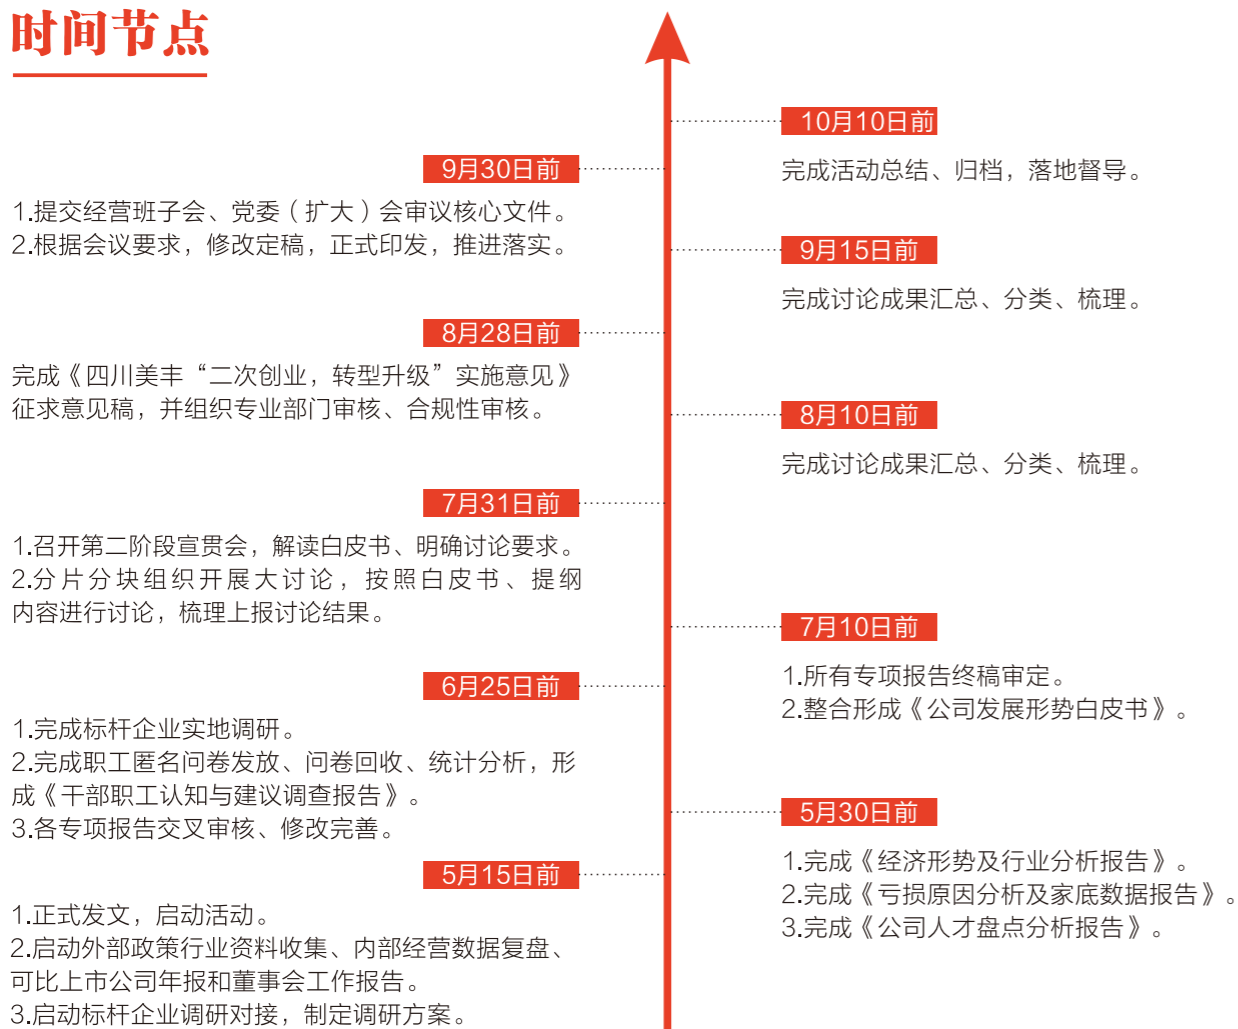 时间节点
10月10日前
完成活动总结、归档，落地督导。
9月30日前
1.提交经营班子会、党委（扩大）会审议核心文件。
2.根据会议要求，修改定稿，正式印发，推进落实。
9月15日前
完成讨论成果汇总、分类、梳理。
8月28日前
完成《四川美丰“二次创业，转型升级”实施意见》
征求意见稿，并组织专业部门审核、合规性审核。
8月10日前
完成讨论成果汇总、分类、梳理。
7月31日前
1.召开第二阶段宣贯会，解读白皮书、明确讨论要求。
2.分片分块组织开展大讨论，按照白皮书、提纲
内容进行讨论，梳理上报讨论结果。
7月10日前
1.所有专项报告终稿审定。
2.整合形成《公司发展形势白皮书》。
6月25日前
1.完成标杆企业实地调研。
2.完成职工匿名问卷发放、问卷回收、统计分析，形
成《干部职工认知与建议调查报告》。
3.各专项报告交叉审核、修改完善。
5月30日前
1.完成《经济形势及行业分析报告》。
2.完成《亏损原因分析及家底数据报告》。
3.完成《公司人才盘点分析报告》。
5月15日前
1.正式发文，启动活动。
2.启动外部政策行业资料收集、内部经营数据复盘、
可比上市公司年报和董事会工作报告。
3.启动标杆企业调研对接，制定调研方案。